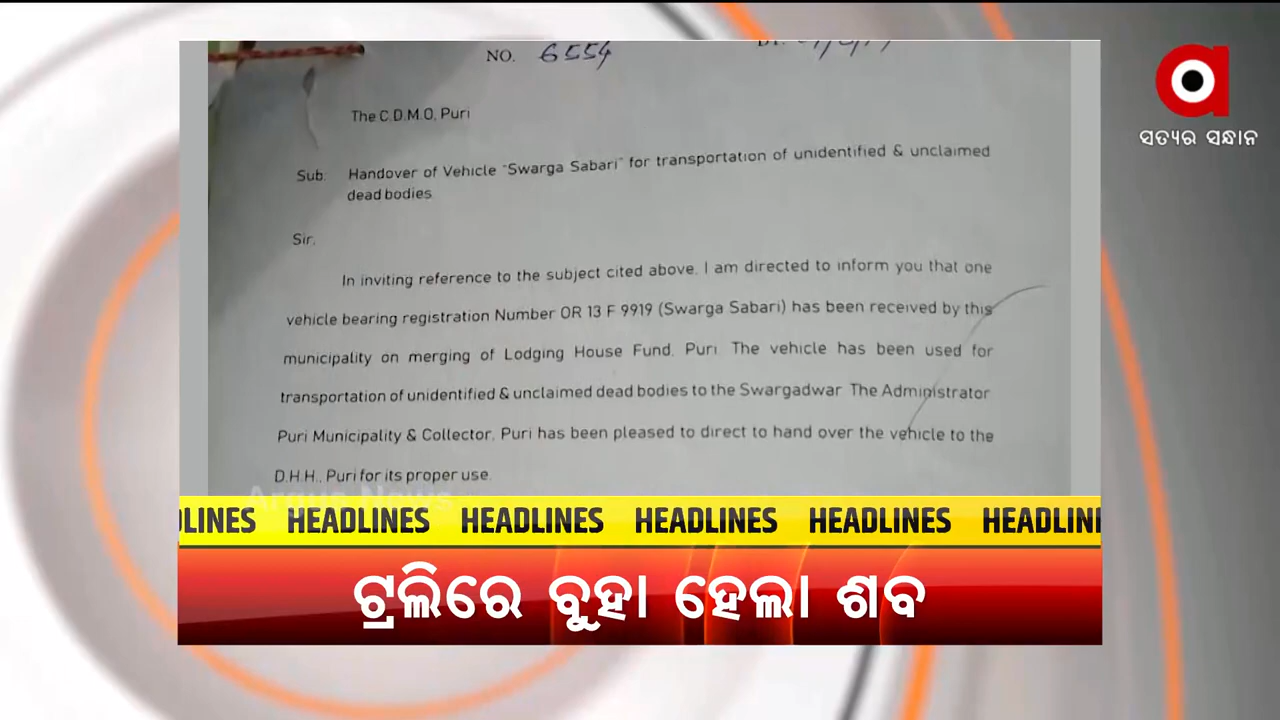 NO. 6554
ସତ୍ୟର ସନ୍ଧାନ
The C.D.M.O, Puri
Sub: Handover of Vehicle "Swarga Sabari" for transportation of unidentified & unclaimed
dead bodies
Sir,
In inviting reference to the subject cited above, I am directed to inform you that one
vehicle bearing registration Number OR 13 F 9919 (Swarga Sabari) has been received by this
municipality on merging of Lodging House Fund, Puri. The vehicle has been used for
transportation of unidentified & unclaimed dead bodies to the Swargadwar. The Administrator
Puri Municipality & Collector, Puri has been pleased to direct to hand over the vehicle to the
D.H.H., Puri for its proper use.
Argus News
DLINES HEADLINES HEADLINES HEADLINES HEADLINES HEADLIN
ଟ୍ରଲିରେ ବୁହା ହେଲା ଶବ